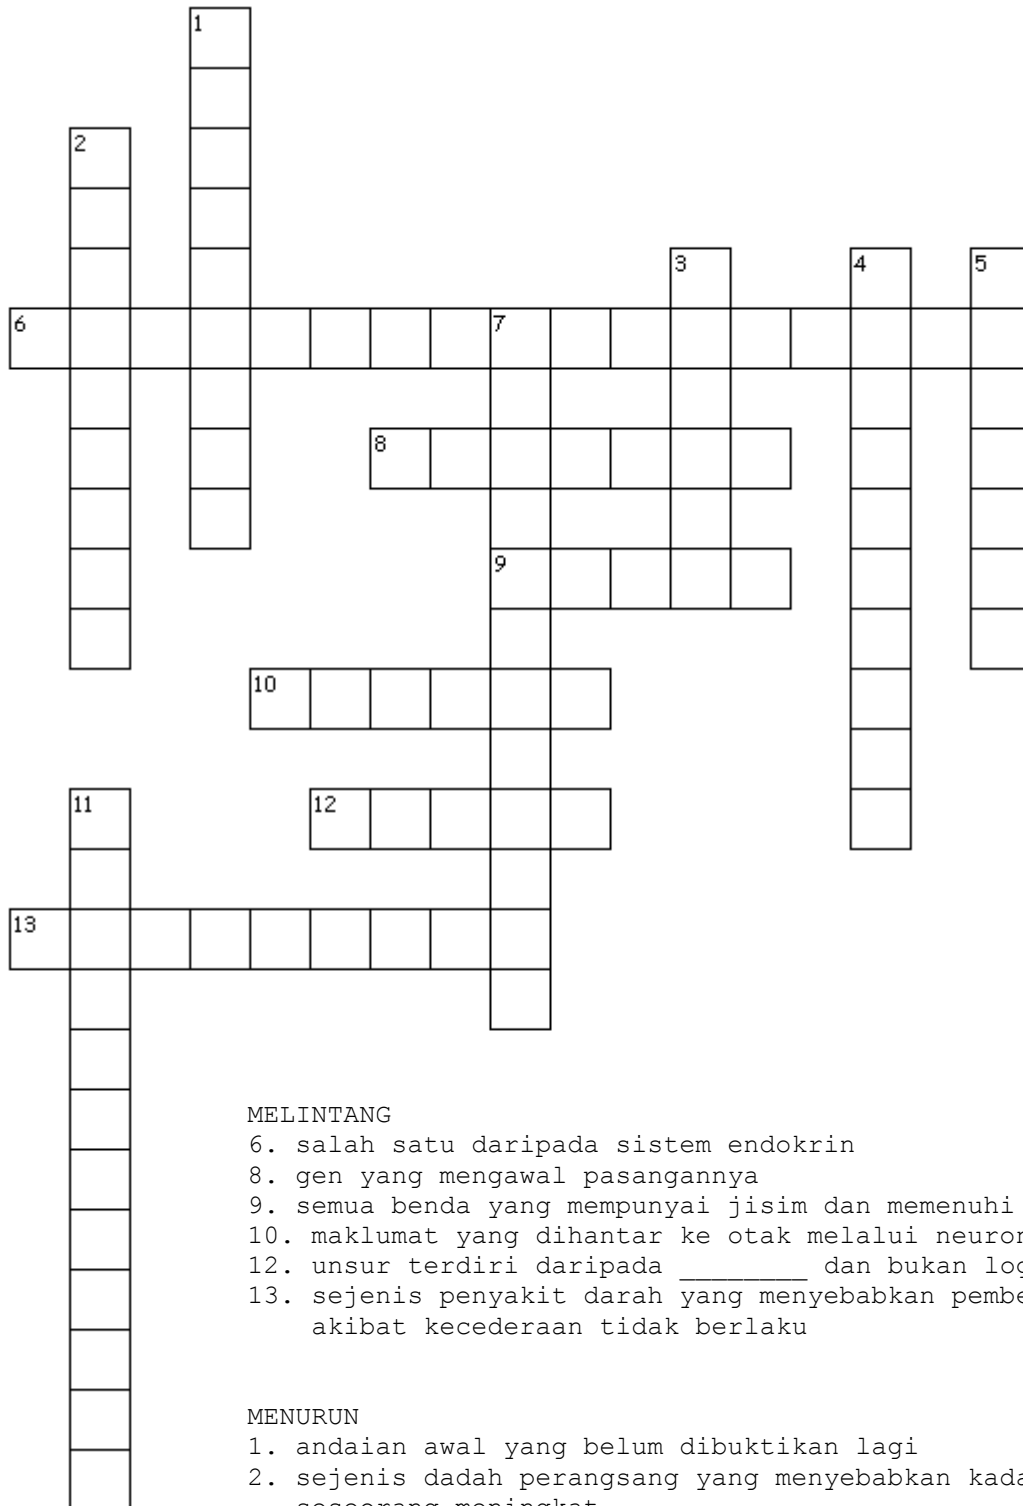 1
2
3
4
5
6
7
8
9
10
11
12
13
MELINTANG
6. salah satu daripada sistem endokrin
8. gen yang mengawal pasangannya
9. semua benda yang mempunyai jisim dan memenuhi
10. maklumat yang dihantar ke otak melalui neuron
12. unsur terdiri daripada ________ dan bukan log
13. sejenis penyakit darah yang menyebabkan pembe
akibat kecederaan tidak berlaku
MENURUN
1. andaian awal yang belum dibuktikan lagi
2. sejenis dadah perangsang yang menyebabkan kada